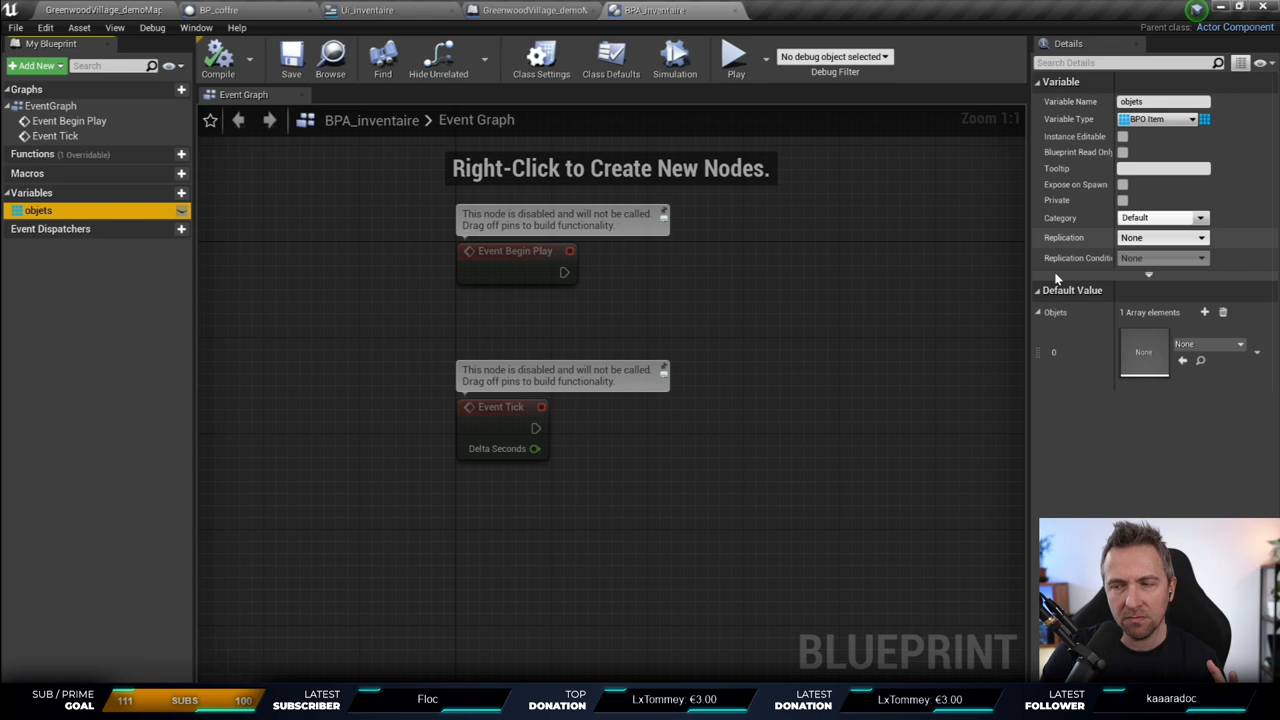 GreenwoodVillage_demoMap
BP_coffre
Ui_inventaire
GreenwoodVillage_demoM
BPA_inventaire
File Edit Asset View Debug Window Help
Parent class: Actor Component
My Blueprint
Details
Add New
Search
Compile
Save
Browse
Find
Hide Unrelated
Class Settings
Class Defaults
Simulation
Play
No debug object selected
Debug Filter
Search Details
Graphs
EventGraph
Event Begin Play
Event Tick
Functions (1 Overridable)
Macros
Variables
objets
Event Dispatchers
Event Graph
BPA_inventaire > Event Graph
Zoom 1:1
Right-Click to Create New Nodes.
This node is disabled and will not be called.
Drag off pins to build functionality.
Event Begin Play
This node is disabled and will not be called.
Drag off pins to build functionality.
Event Tick
Delta Seconds
BLUEPRINT
Variable
Variable Name objets
Variable Type BPO Item
Instance Editable
Blueprint Read Only
Tooltip
Expose on Spawn
Private
Category Default
Replication None
Replication Conditi None
Default Value
Objets 1 Array elements
0 None None
SUB / PRIME
GOAL
111 SUBS 100
LATEST
SUBSCRIBER
Floc
TOP
DONATION
LxTommey €3.00
LATEST
DONATION
LxTommey €3.00
LATEST
FOLLOWER
kaaaradoc